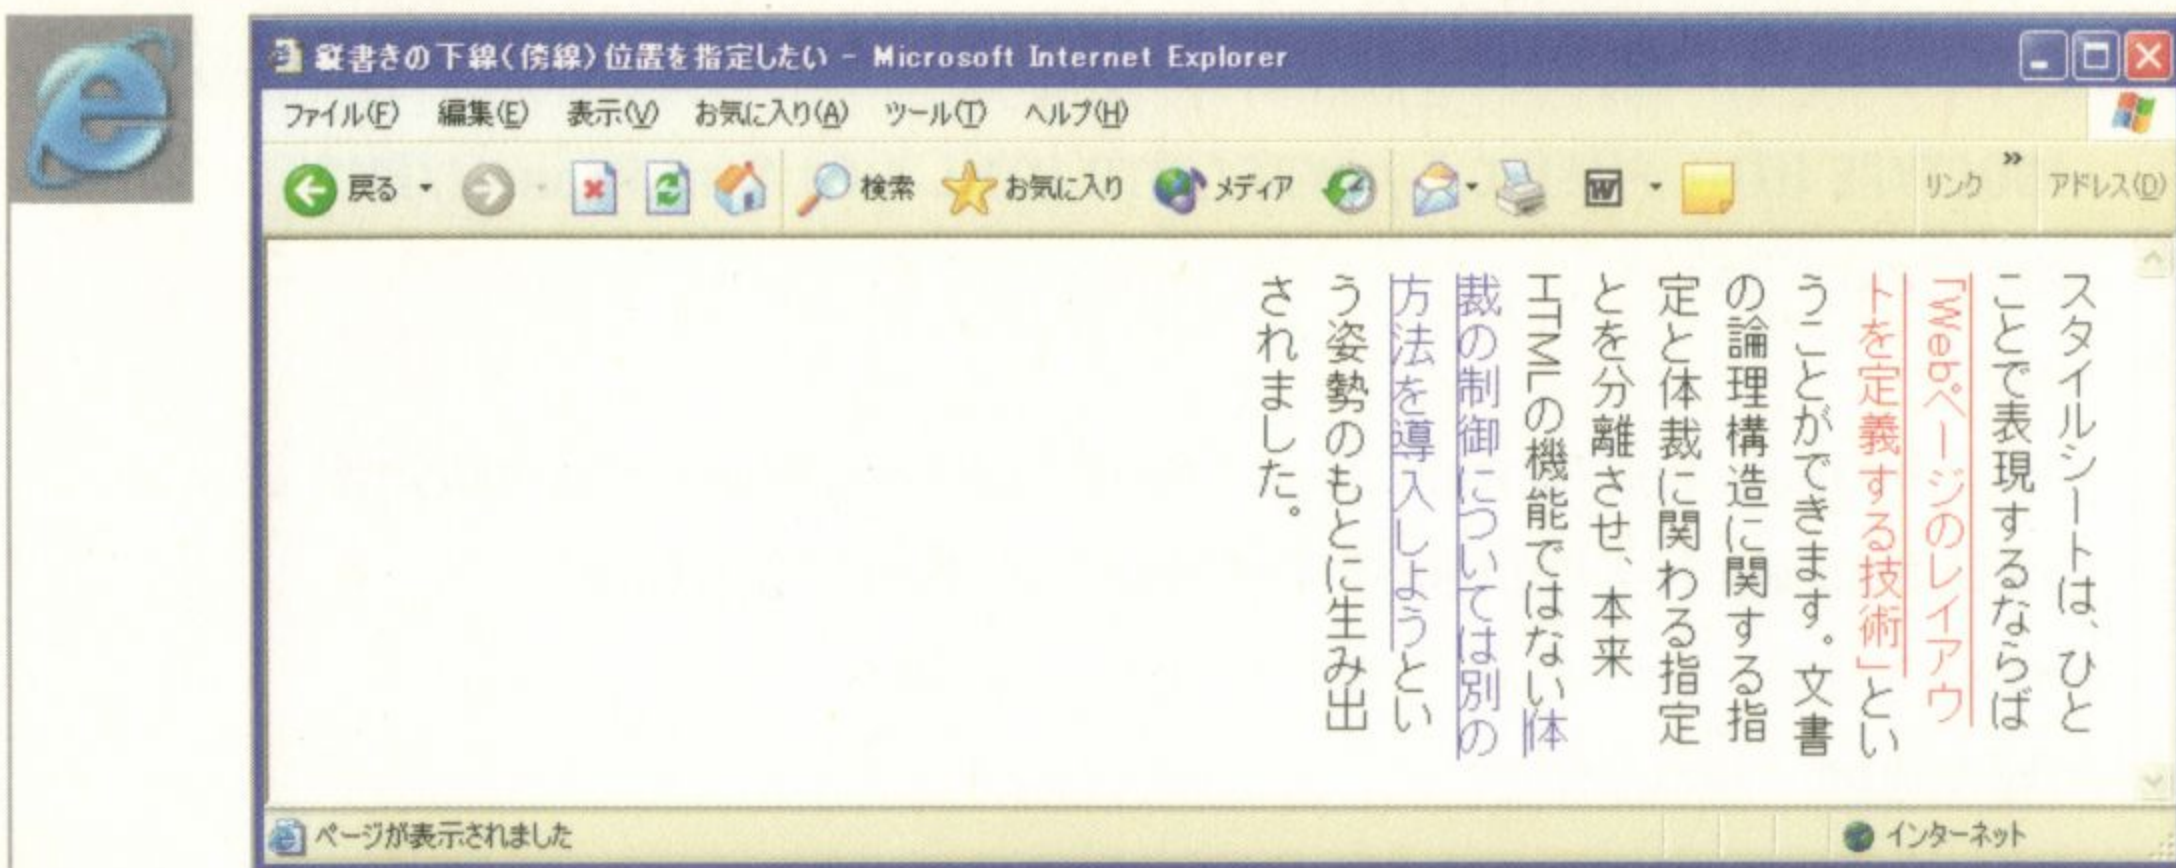 縦書きの下線（傍線）位置を指定したい - Microsoft Internet Explorer
ファイル(F) 編集(E) 表示(V) お気に入り(A) ツール(T) ヘルプ(H)
戻る 検索 お気に入り メディア リンク » アドレス(D)
スタイルシートは、ひと
ことで表現するならば
「Webページのレイアウ
トを定義する技術」とい
うことができます。文書
の論理構造に関する指
定と体裁に関わる指定
とを分離させ、本来
HTMLの機能ではない体
裁の制御については別の
方法を導入しようとい
う姿勢のもとに生み出
されました。
ページが表示されました
インターネット